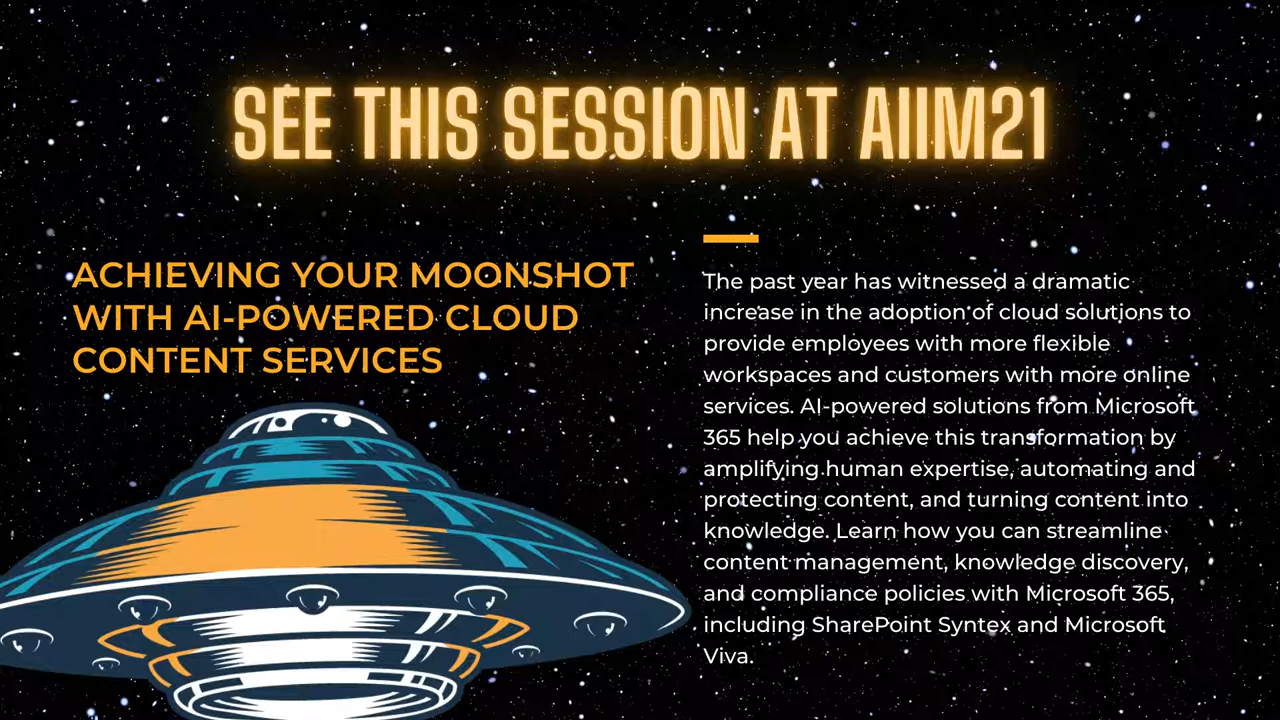 SEE THIS SESSION AT AIIM21
ACHIEVING YOUR MOONSHOT
WITH AI-POWERED CLOUD
CONTENT SERVICES
The past year has witnessed a dramatic
increase in the adoption of cloud solutions to
provide employees with more flexible
workspaces and customers with more online
services. AI-powered solutions from Microsoft
365 help you achieve this transformation by
amplifying human expertise, automating and
protecting content, and turning content into
knowledge. Learn how you can streamline
content management, knowledge discovery,
and compliance policies with Microsoft 365,
including SharePoint Syntex and Microsoft
Viva.